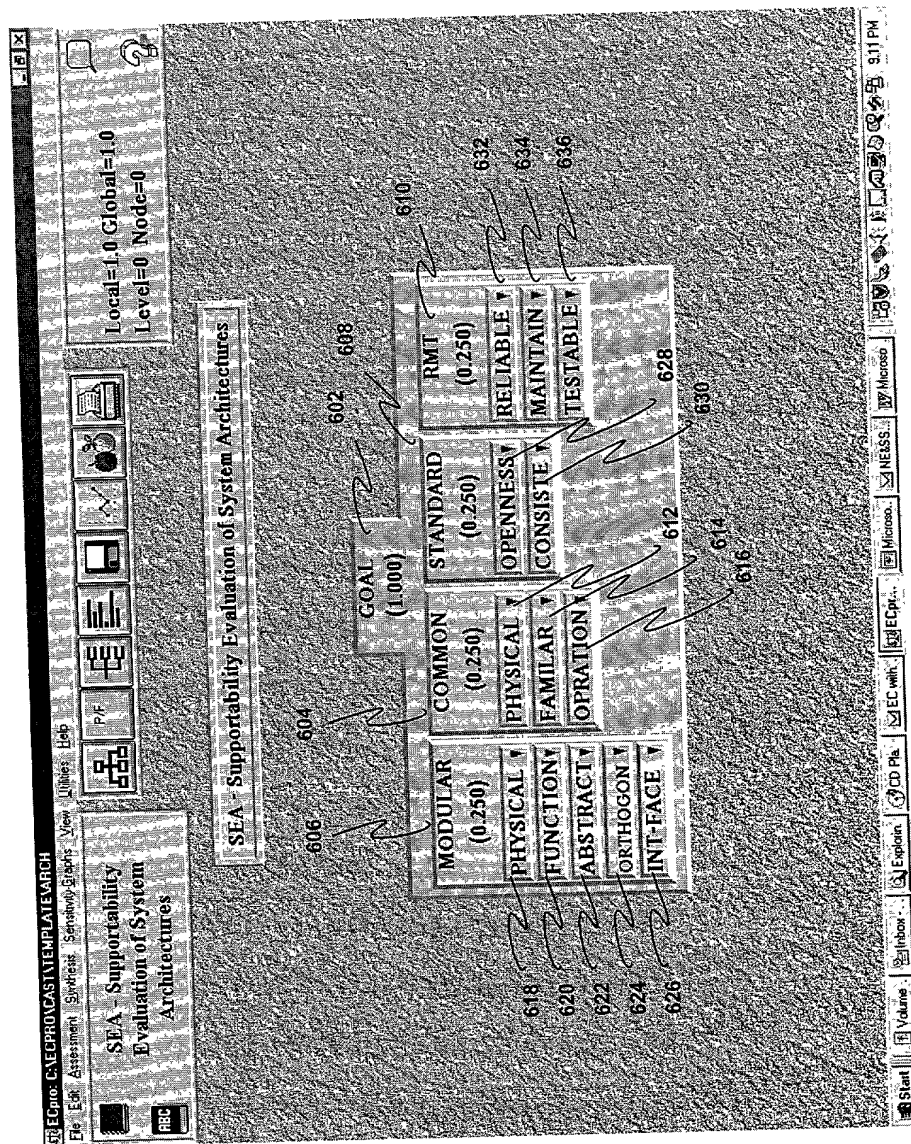 ECpro: C:\ECPRO\CAST\TEMPLATE\ARCH
File Edit Assessment Synthesis Sensitivity Graphs View Utilities Help
SEA - Supportability
Evaluation of System
Architectures
ABC
P/F
Local=1.0 Global=1.0
Level=0 Node=0
SEA - Supportability Evaluation of System Architectures
602
604
606
608
610
GOAL
(1.000)
MODULAR
(0.250)
PHYSICAL
FUNCTION
ABSTRACT
ORTHOGON
INT-FACE
COMMON
(0.250)
PHYSICAL
FAMILAR
OPRATION
STANDARD
(0.250)
OPENNESS
CONSISTE
RMT
(0.250)
RELIABLE
MAINTAIN
TESTABLE
618
620
622
624
626
612
614
616
628
630
632
634
636
Start Volume Inbox - Explorin CD Pla EC with ECpr... Microso.. NE&SS.. Microso 9:11 PM